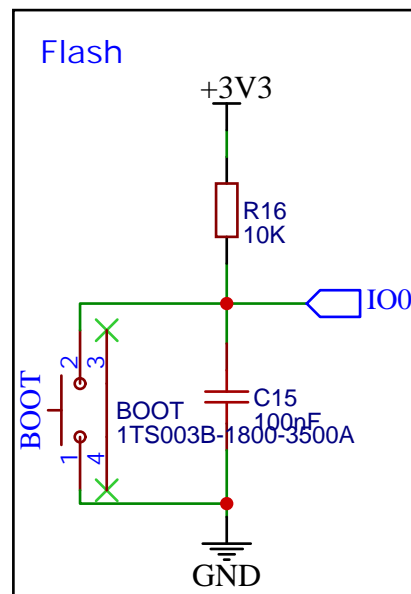 Flash
+3V3
R16
10K
IO0
2
3
C15
100nF
BOOT
BOOT
1TS003B-1800-3500A
1
4
GND